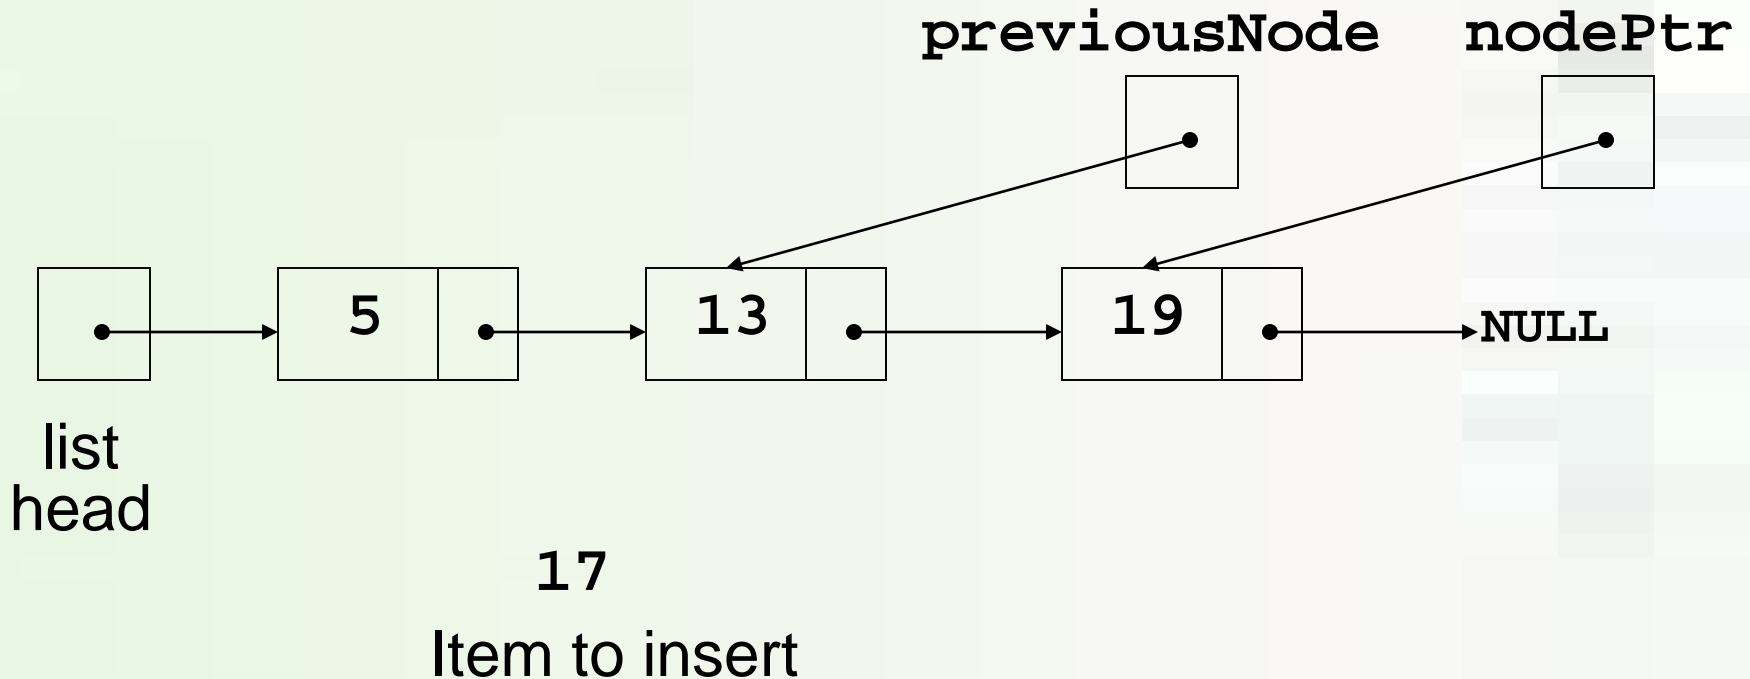 previousNode nodePtr
5 13 19 NULL
list
head
17
Item to insert